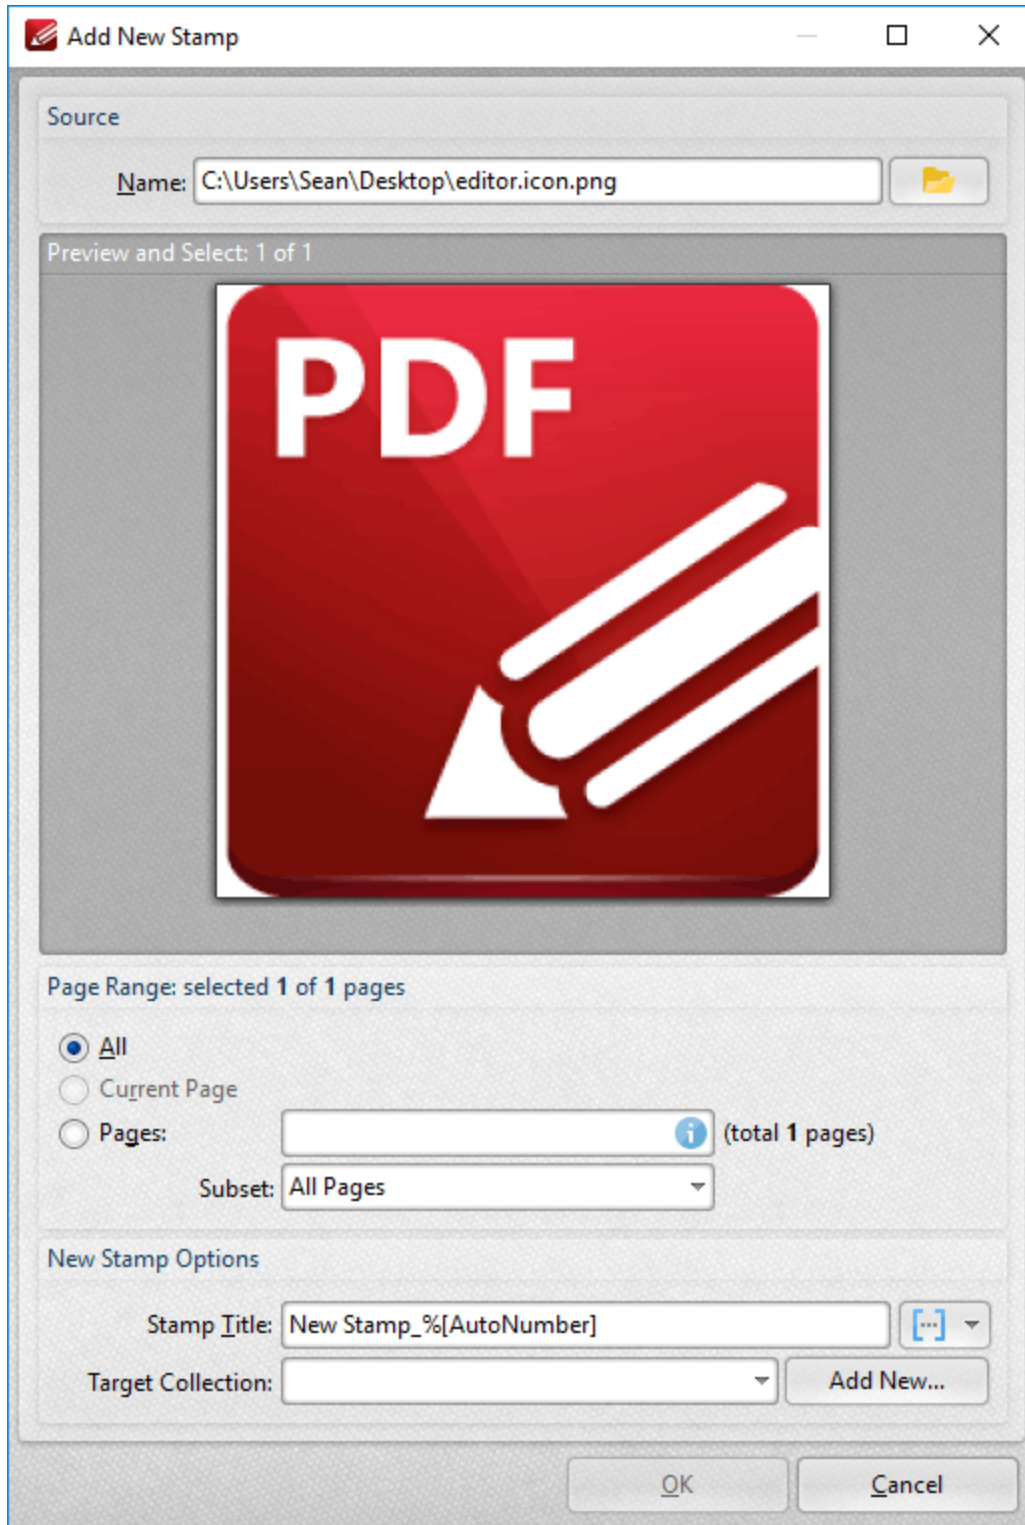 Add New Stamp
Source
Name: C:\Users\Sean\Desktop\editor.icon.png
Preview and Select: 1 of 1
PDF
Page Range: selected 1 of 1 pages
All
Current Page
Pages: (total 1 pages)
Subset: All Pages
New Stamp Options
Stamp Title: New Stamp_%[AutoNumber]
Target Collection: Add New...
OK Cancel